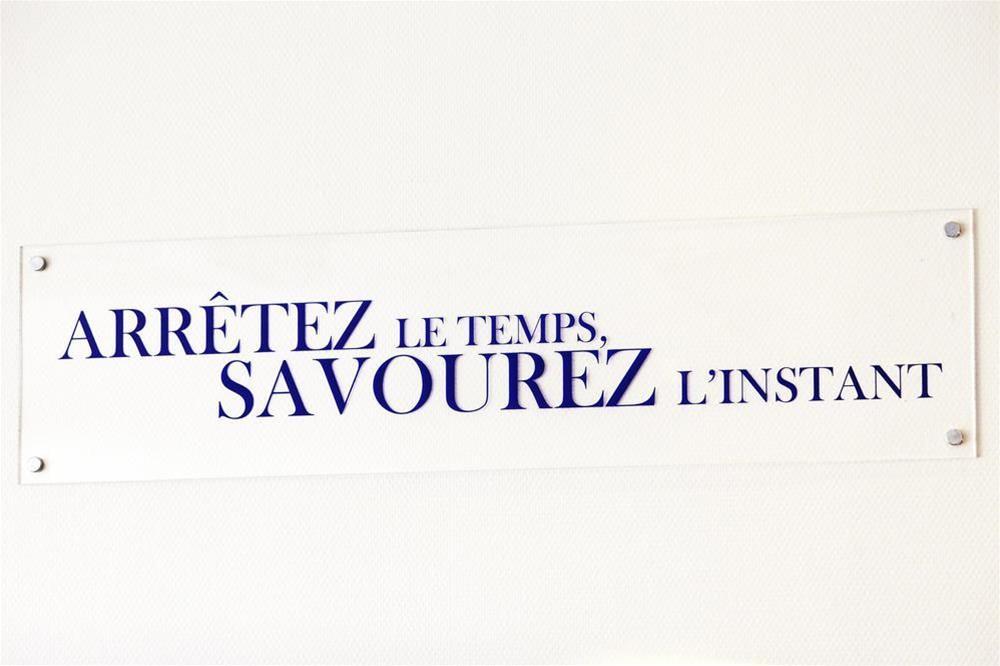 ARRÊTEZ LE TEMPS,
SAVOUREZ L'INSTANT